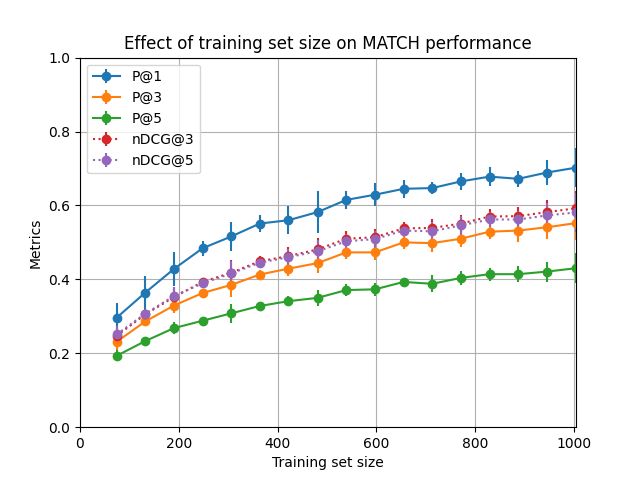 Effect of training set size on MATCH performance
P@1
P@3
P@5
nDCG@3
nDCG@5
Metrics
1.0
0.8
0.6
0.4
0.2
0.0
0 200 400 600 800 1000
Training set size